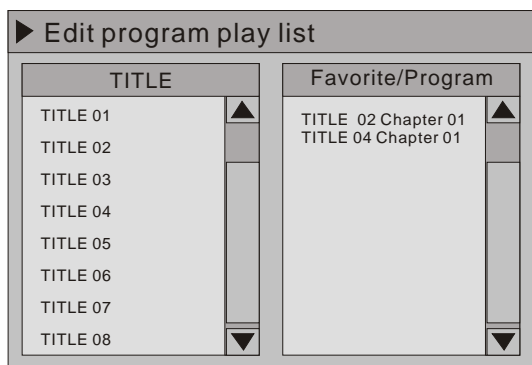 Edit program play list
TITLE
TITLE 01
TITLE 02
TITLE 03
TITLE 04
TITLE 05
TITLE 06
TITLE 07
TITLE 08
Favorite/Program
TITLE 02 Chapter 01
TITLE 04 Chapter 01